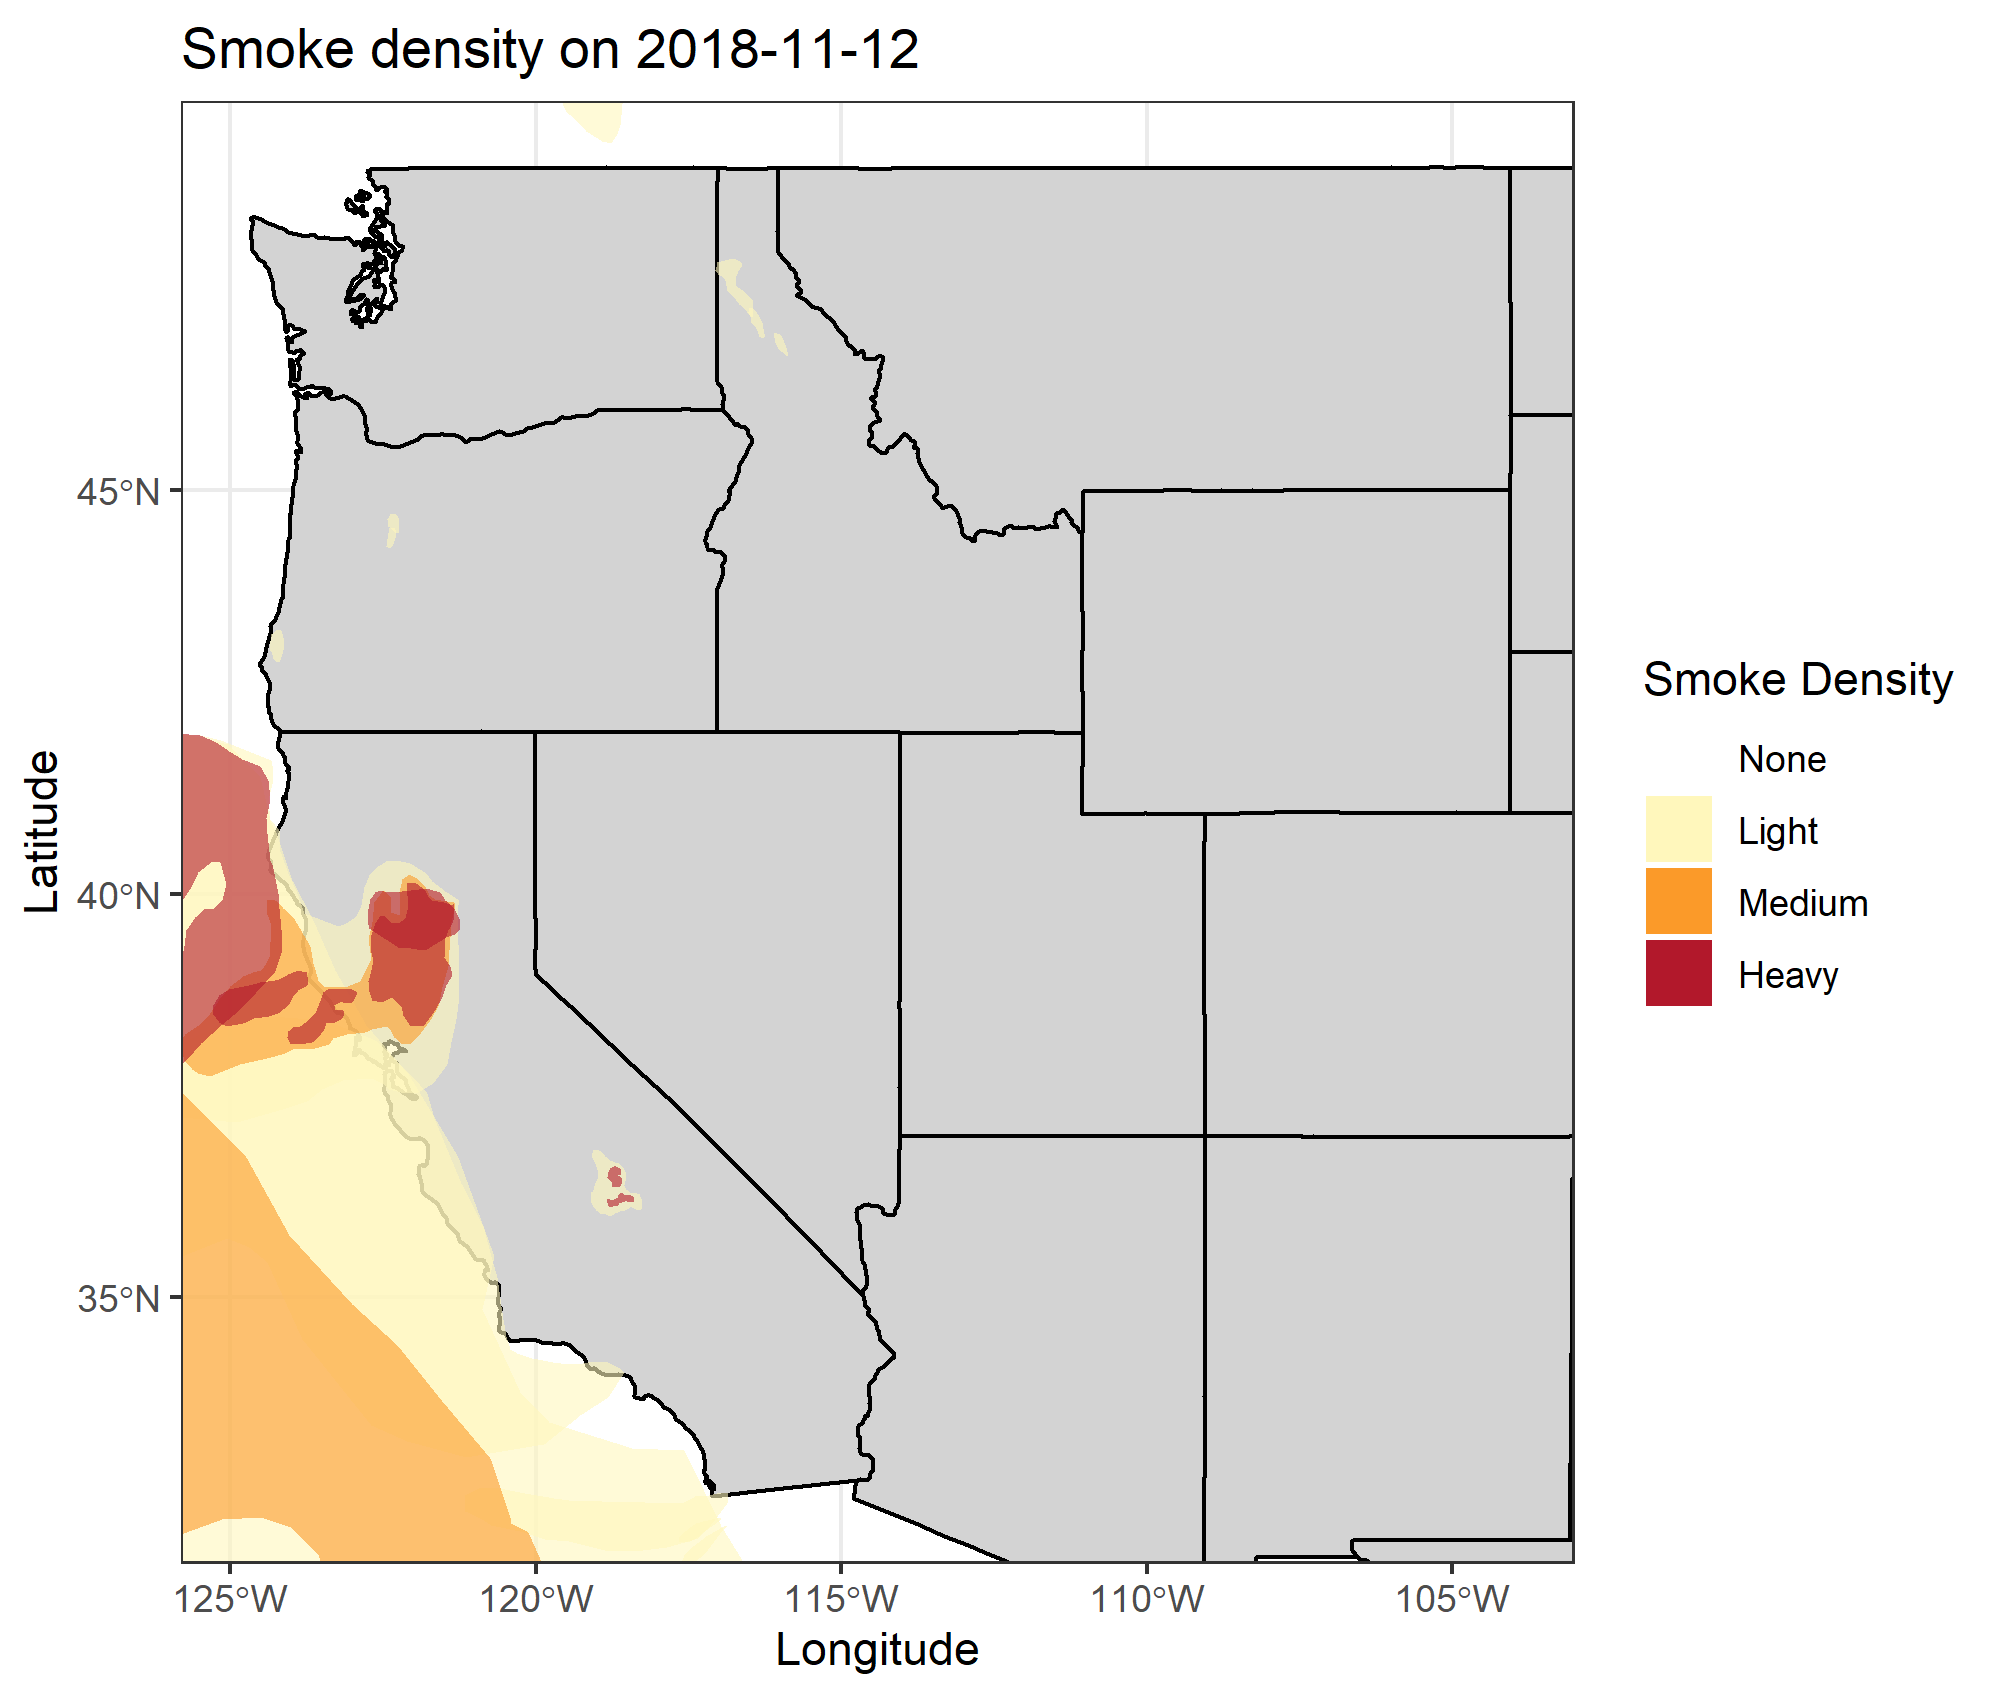 Smoke density on 2018-11-12
Latitude
45°N
40°N
35°N
125°W
120°W
115°W
110°W
105°W
Longitude
Smoke Density
None
Light
Medium
Heavy